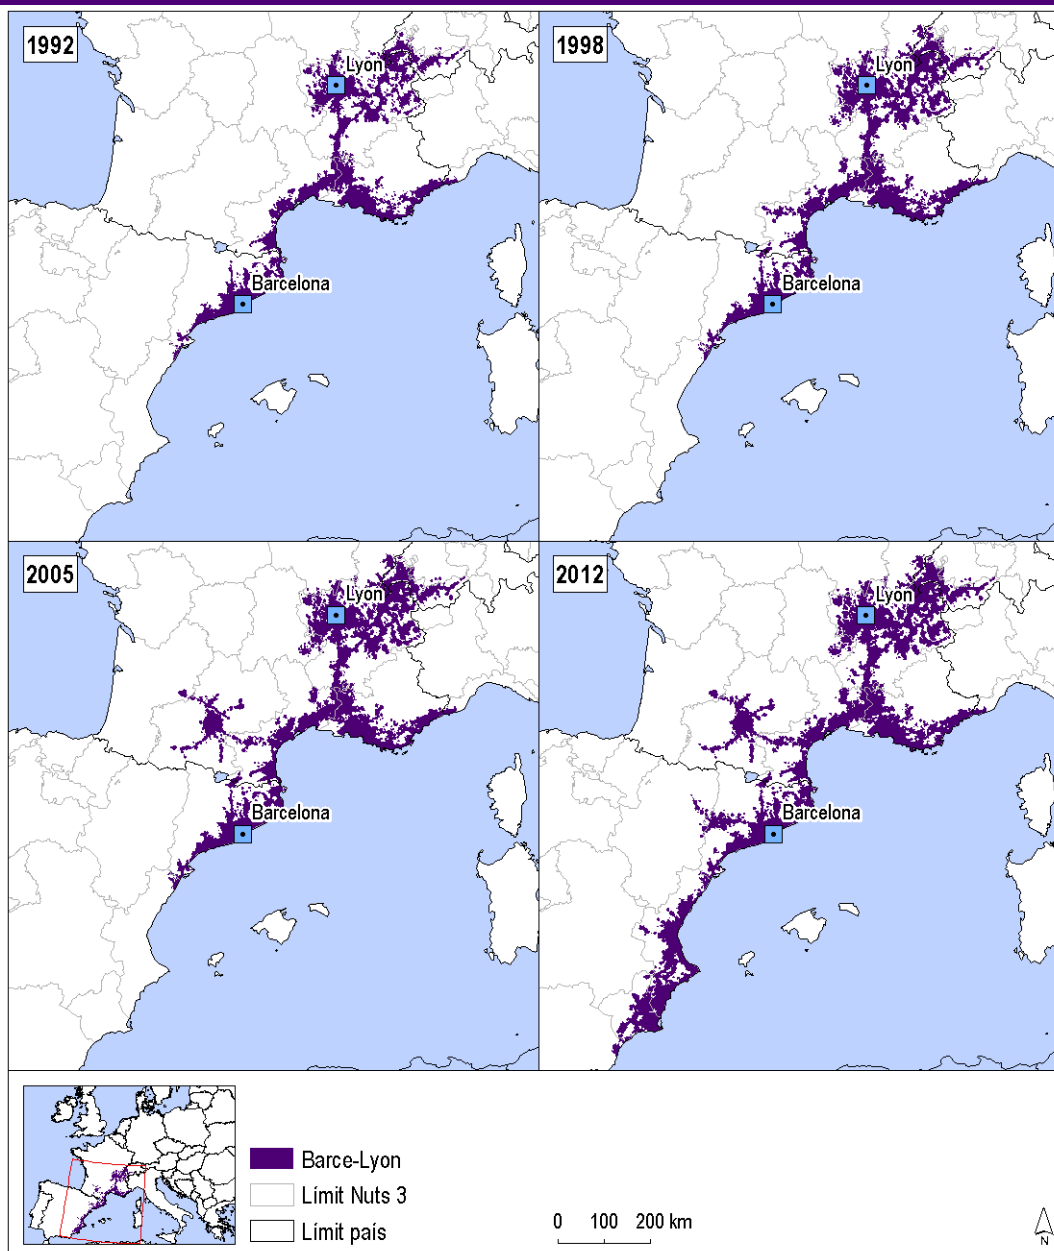 1992
Lyon
Barcelona
1998
Lyon
Barcelona
2005
Lyon
Barcelona
2012
Lyon
Barcelona
Barce-Lyon
Límit Nuts 3
Límit país
0 100 200 km
N